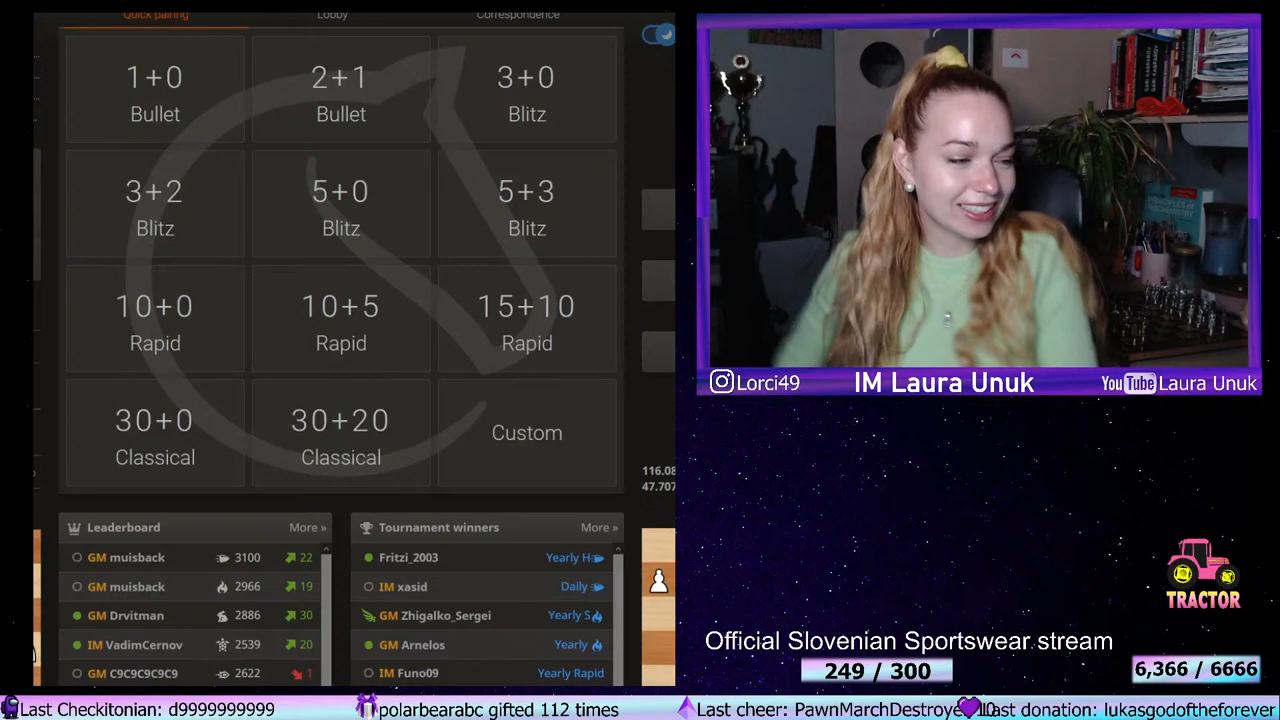 Quick pairing
Lobby
Correspondence
1+0
Bullet
2+1
Bullet
3+0
Blitz
3+2
Blitz
5+0
Blitz
5+3
Blitz
10+0
Rapid
10+5
Rapid
15+10
Rapid
30+0
Classical
30+20
Classical
Custom
116.08
47.707
Leaderboard More »
GM muisback 3100 22
GM muisback 2966 19
GM Drvitman 2886 30
IM VadimCernov 2539 20
GM C9C9C9C9C9 2622 1
Tournament winners More »
Fritzi_2003 Yearly H
IM xasid Daily
GM Zhigalko_Sergei Yearly S
GM Arnelos Yearly
IM Funo09 Yearly Rapid
Lorci49
IM Laura Unuk
YouTube Laura Unuk
TRACTOR
Official Slovenian Sportswear stream
249 / 300
6,366 / 6666
Last Checkitonian: d9999999999
polarbearabc gifted 112 times
Last cheer: PawnMarchDestroye 10
Last donation: lukasgodoftheforever